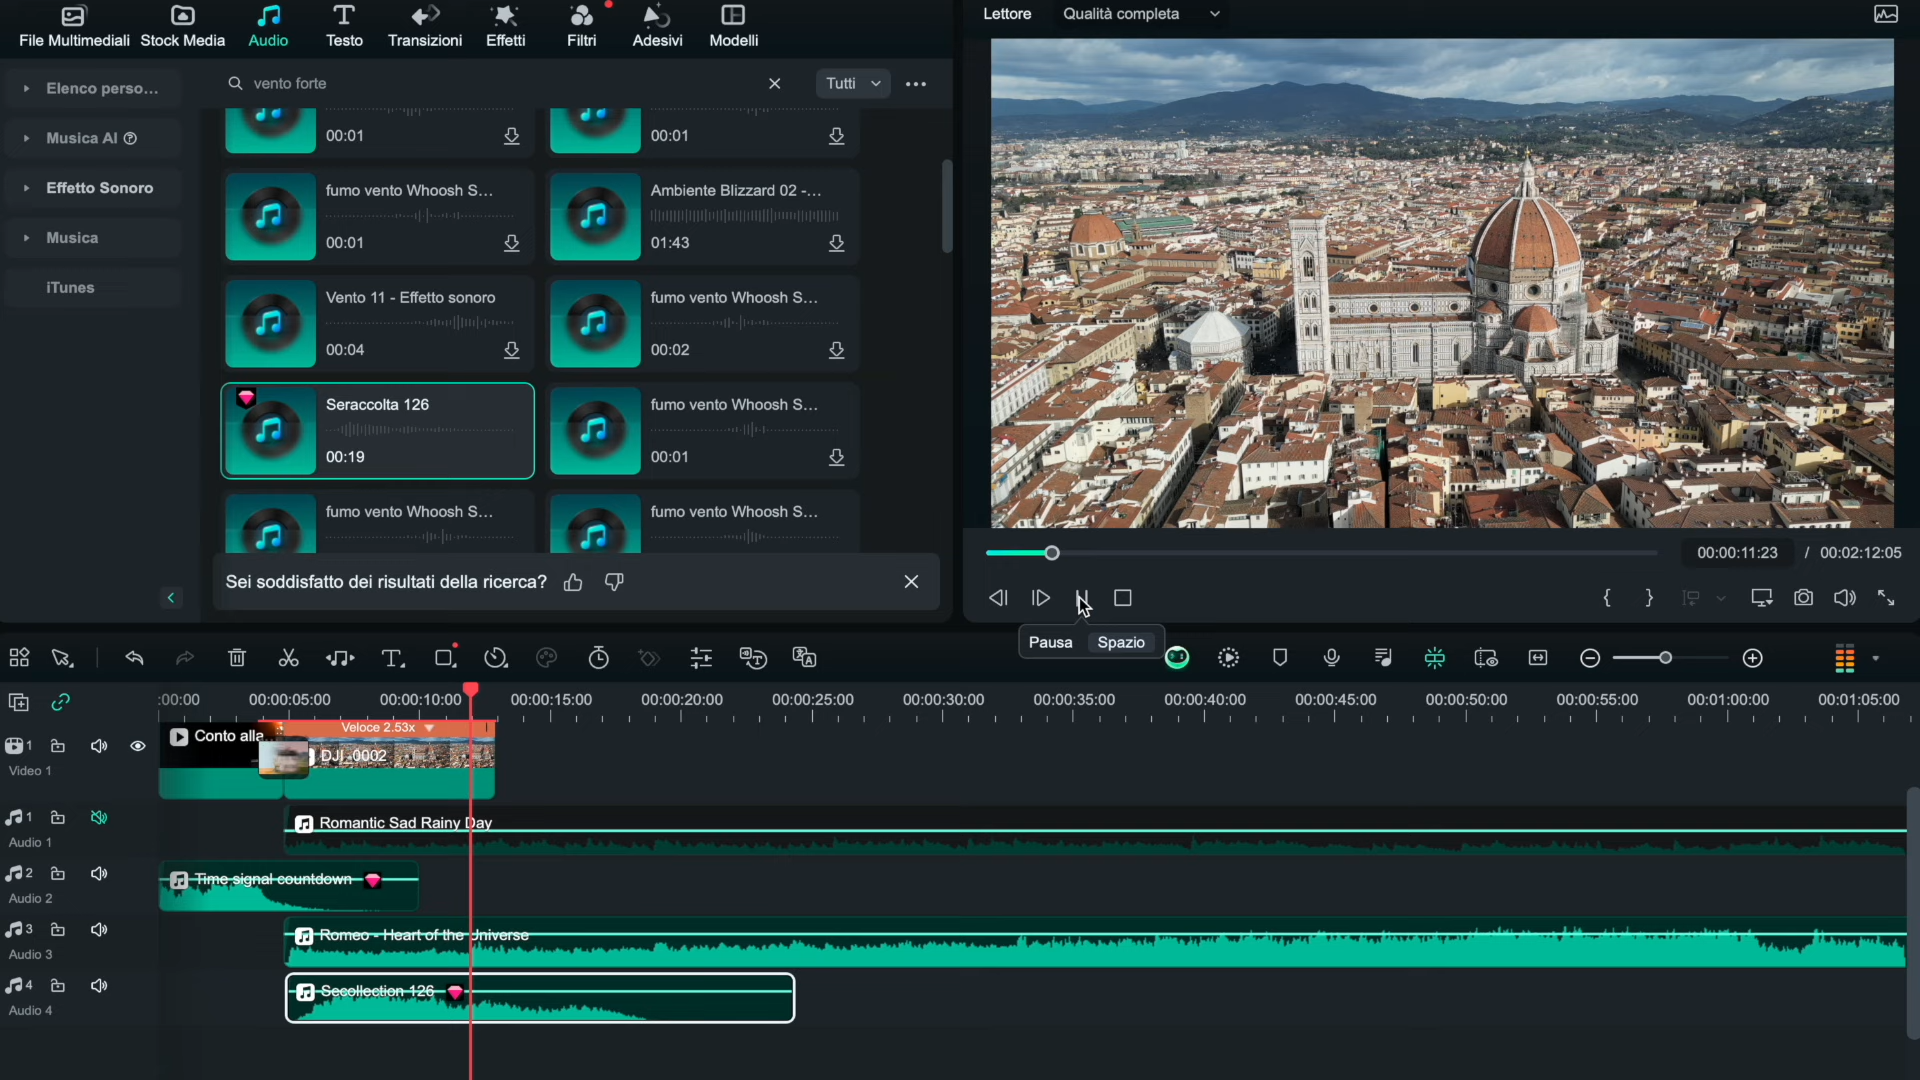 File Multimediali
Stock Media
Audio
Testo
Transizioni
Effetti
Filtri
Adesivi
Modelli
Lettore
Qualità completa
Elenco perso...
Musica AI
Effetto Sonoro
Musica
iTunes
vento forte
Tutti
00:01
00:01
fumo vento Whoosh S...
00:01
Ambiente Blizzard 02 -...
01:43
Vento 11 - Effetto sonoro
00:04
fumo vento Whoosh S...
00:02
Seraccolta 126
00:19
fumo vento Whoosh S...
00:01
fumo vento Whoosh S...
fumo vento Whoosh S...
Sei soddisfatto dei risultati della ricerca?
00:00:11:23 / 00:02:12:05
Pausa Spazio
:00:00 00:00:05:00 00:00:10:00 00:00:15:00 00:00:20:00 00:00:25:00 00:00:30:00 00:00:35:00 00:00:40:00 00:00:45:00 00:00:50:00 00:00:55:00 00:01:00:00 00:01:05:00
1
Video 1
Conto alla
Veloce 2.53x
DJI_0002
1
Audio 1
Romantic Sad Rainy Day
2
Audio 2
Time signal countdown
3
Audio 3
Romeo - Heart of the Universe
4
Audio 4
Secollection 126